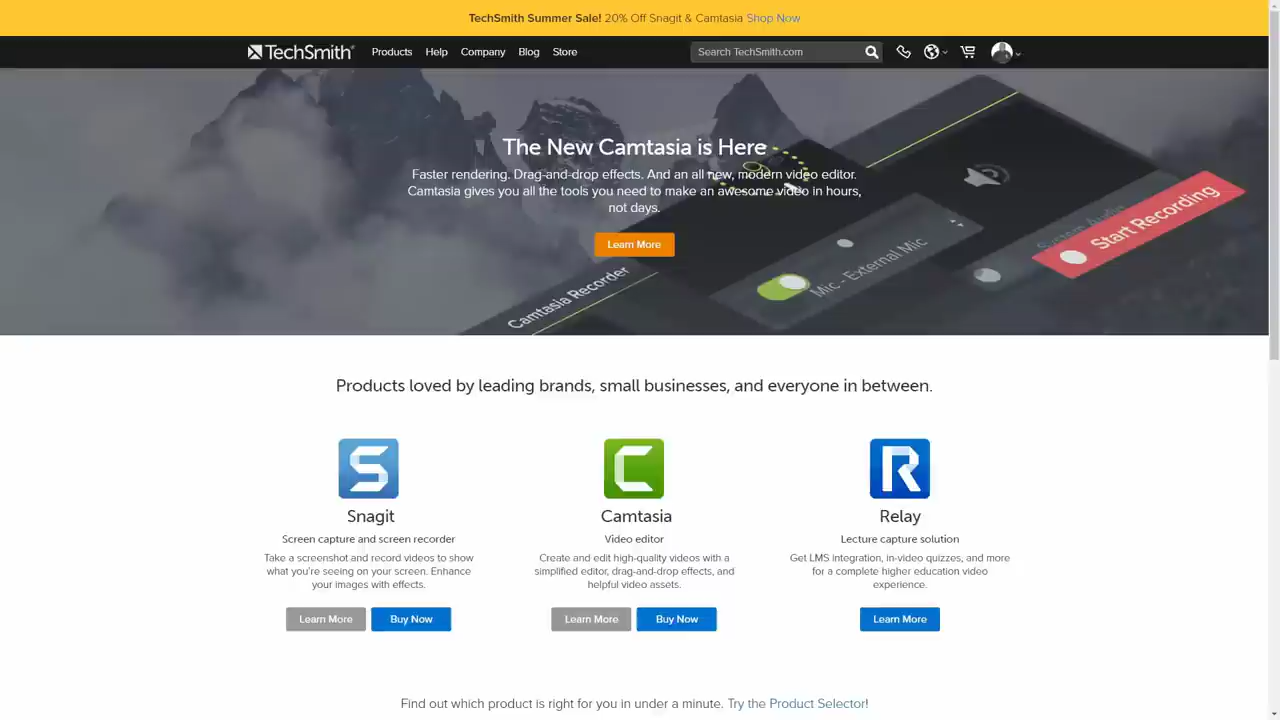 TechSmith Summer Sale! 20% Off Snagit & Camtasia Shop Now
TechSmith Products Help Company Blog Store Search TechSmith.com
The New Camtasia is Here
Faster rendering. Drag-and-drop effects. And an all new, modern video editor.
Camtasia gives you all the tools you need to make an awesome video in hours,
not days.
Learn More
Camtasia Recorder
Mic - External Mic
System Audio
Start Recording
Products loved by leading brands, small businesses, and everyone in between.
S
Snagit
Screen capture and screen recorder
Take a screenshot and record videos to show
what you're seeing on your screen. Enhance
your images with effects.
Learn More
Buy Now
C
Camtasia
Video editor
Create and edit high-quality videos with a
simplified editor, drag-and-drop effects, and
helpful video assets.
Learn More
Buy Now
R
Relay
Lecture capture solution
Get LMS integration, in-video quizzes, and more
for a complete higher education video
experience.
Learn More
Find out which product is right for you in under a minute. Try the Product Selector!